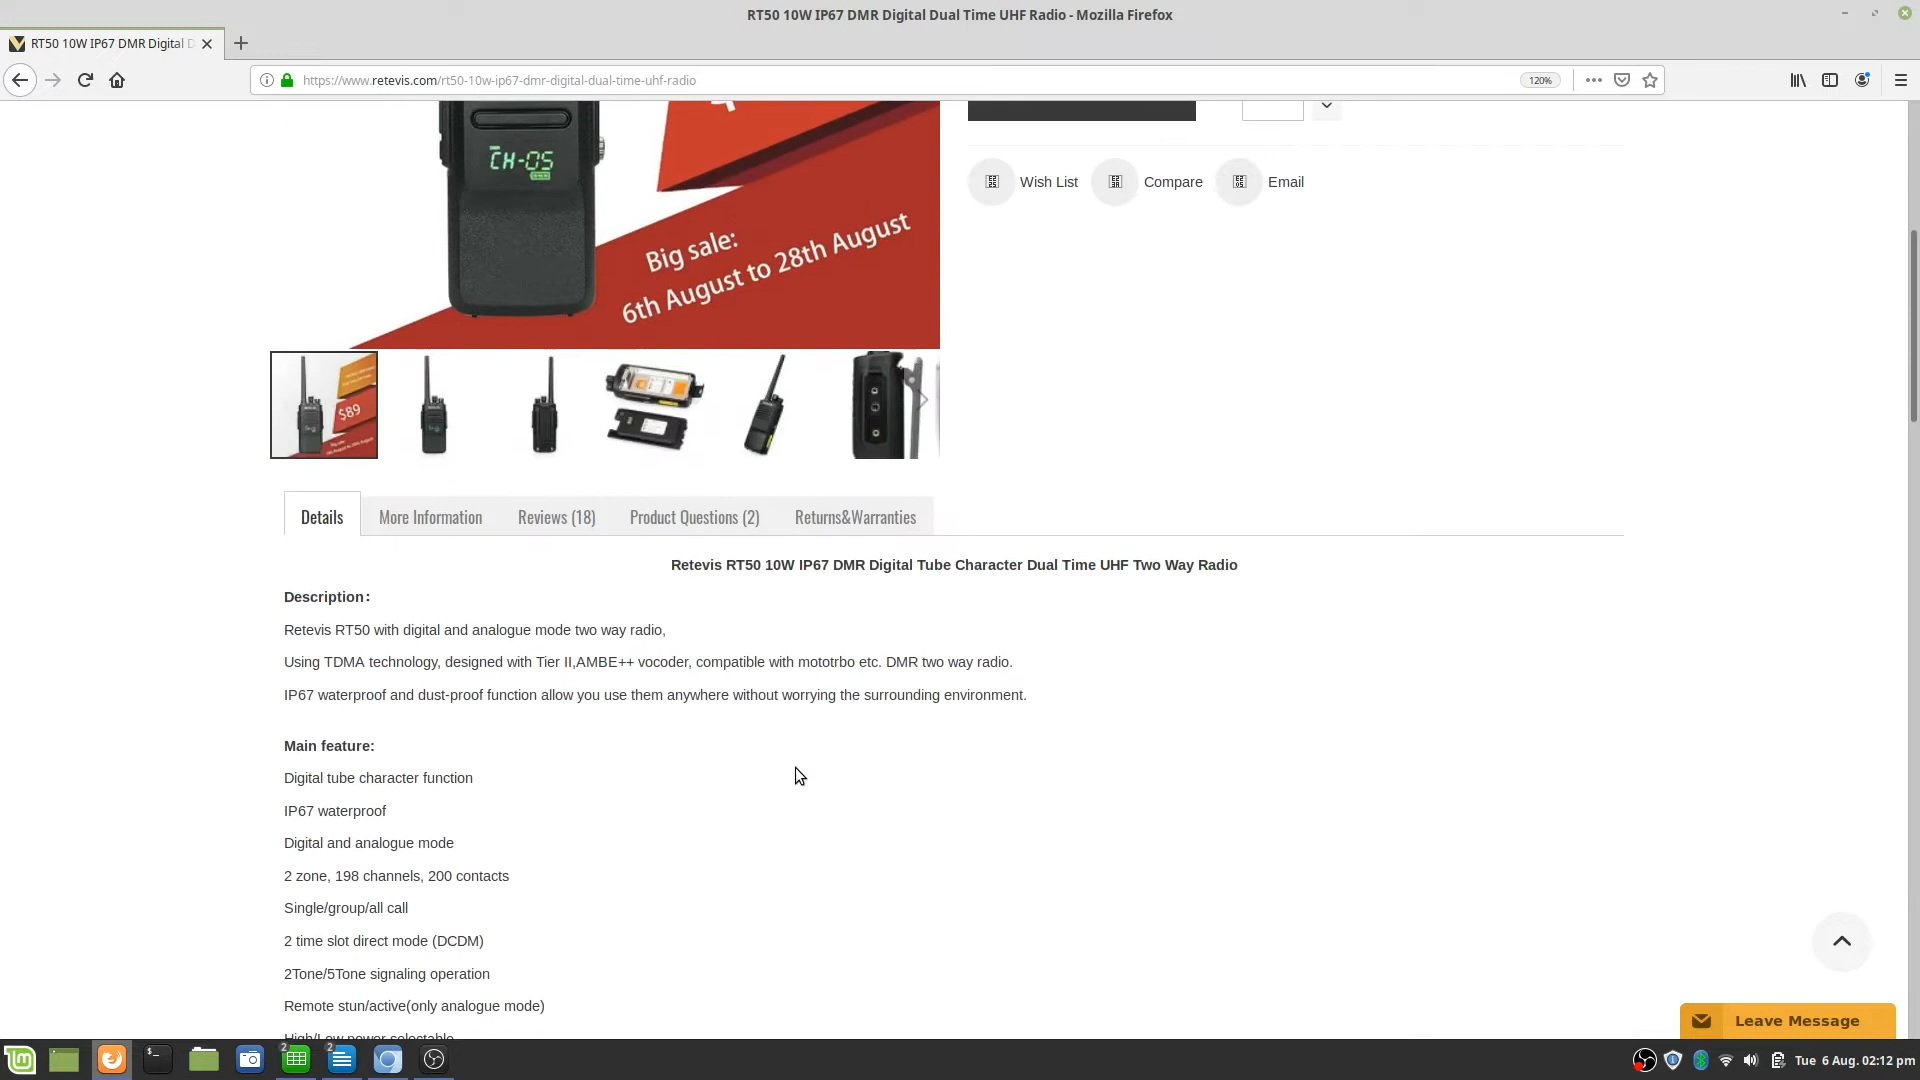 RT50 10W IP67 DMR Digital Dual Time UHF Radio - Mozilla Firefox
RT50 10W IP67 DMR Digital D
https://www.retevis.com/rt50-10w-ip67-dmr-digital-dual-time-uhf-radio
120%
CH-05
Big sale:
6th August to 28th August
Wish List
Compare
Email
$89
Details
More Information
Reviews (18)
Product Questions (2)
Returns&Warranties
Retevis RT50 10W IP67 DMR Digital Tube Character Dual Time UHF Two Way Radio
Description：
Retevis RT50 with digital and analogue mode two way radio,
Using TDMA technology, designed with Tier II,AMBE++ vocoder, compatible with mototrbo etc. DMR two way radio.
IP67 waterproof and dust-proof function allow you use them anywhere without worrying the surrounding environment.
Main feature:
Digital tube character function
IP67 waterproof
Digital and analogue mode
2 zone, 198 channels, 200 contacts
Single/group/all call
2 time slot direct mode (DCDM)
2Tone/5Tone signaling operation
Remote stun/active(only analogue mode)
High/Low power selectable
Leave Message
2
2
Tue 6 Aug. 02:12 pm